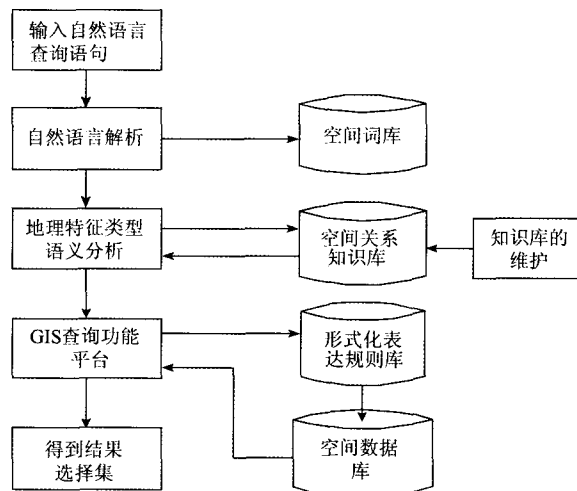 输入自然语言
查询语句
自然语言解析
空间词库
地理特征类型
语义分析
空间关系
知识库
知识库的
维护
GIS查询功能
平台
形式化表
达规则库
得到结果
选择集
空间数据
库